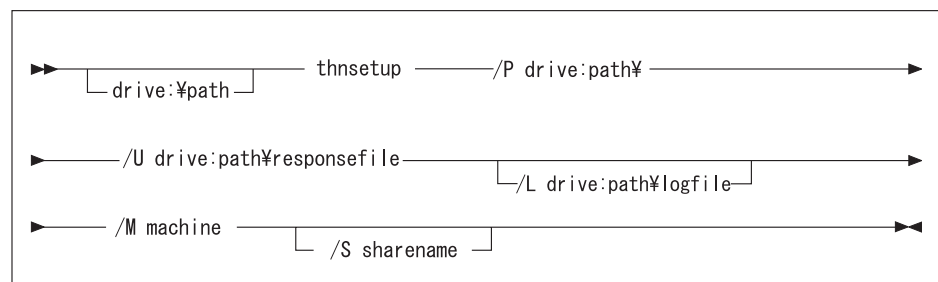 thnsetup /P drive:path¥
drive:¥path
/U drive:path¥responsefile
/L drive:path¥logfile
/M machine
/S sharename